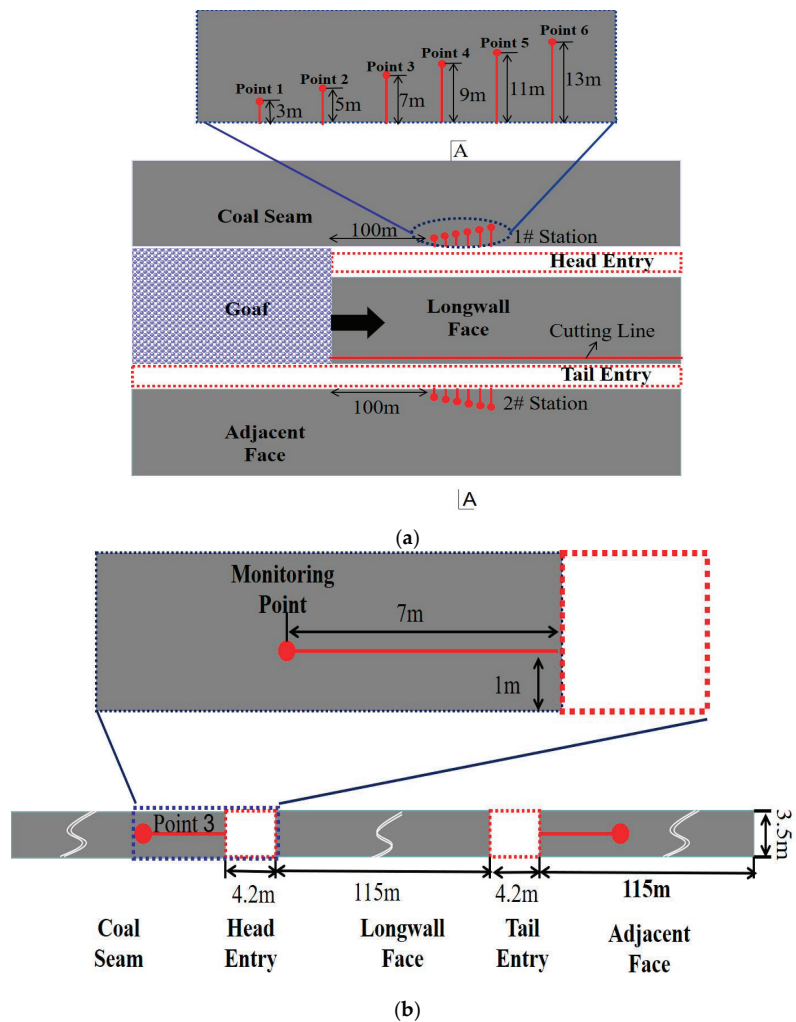 Point 1
Point 2
Point 3
Point 4
Point 5
Point 6
3m
5m
7m
9m
11m
13m
A
Coal Seam
100m
1# Station
Head Entry
Goaf
Longwall
Face
Cutting Line
Tail Entry
100m
2# Station
Adjacent
Face
A
(a)
Monitoring
Point
7m
1m
Point 3
3.5m
4.2m
115m
4.2m
115m
Coal
Seam
Head
Entry
Longwall
Face
Tail
Entry
Adjacent
Face
(b)